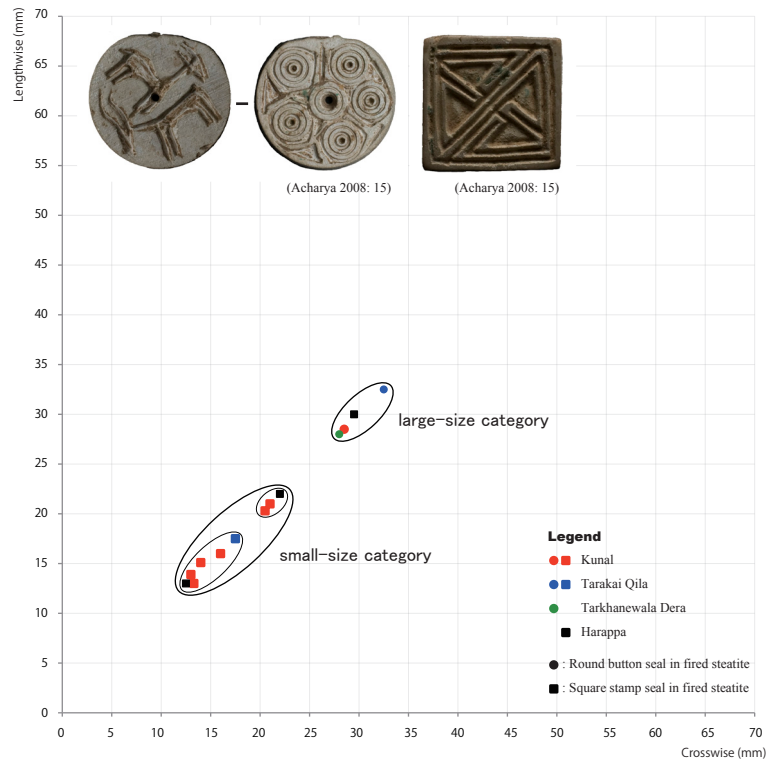 Lengthwise (mm)
70
65
60
55
50
45
40
35
30
25
20
15
10
5
0
(Acharya 2008: 15)
(Acharya 2008: 15)
large-size category
small-size category
Legend
Kunal
Tarakai Qila
Tarkhanewala Dera
Harappa
: Round button seal in fired steatite
: Square stamp seal in fired steatite
0 5 10 15 20 25 30 35 40 45 50 55 60 65 70
Crosswise (mm)